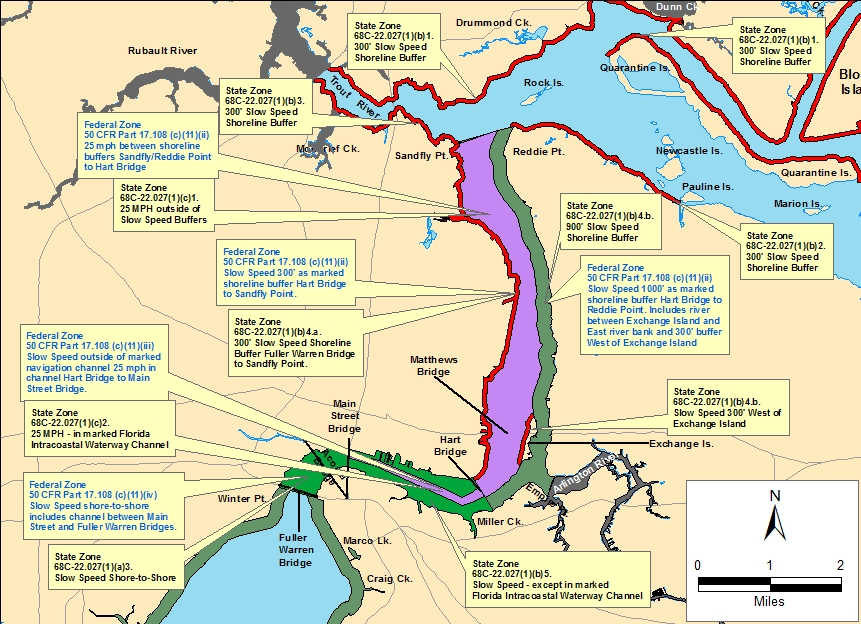 Dunn Ck.
State Zone
68C-22.027(1)(b)1.
300' Slow Speed
Shoreline Buffer
Drummond Ck.
State Zone
68C-22.027(1)(b)1.
300' Slow Speed
Shoreline Buffer
Rubault River
Quarantine Is.
Rock Is.
Trout River
State Zone
68C-22.027(1)(b)3.
300' Slow Speed
Shoreline Buffer
Federal Zone
50 CFR Part 17.108 (c)(11)(ii)
25 mph between shoreline
buffers Sandfly/Reddie Point
to Hart Bridge
Sandfly Pt.
Reddie Pt.
Newcastle Is.
Quarantine Is.
Pauline Is.
Marion Is.
State Zone
68C-22.027(1)(c)1.
25 MPH outside of
Slow Speed Buffers
State Zone
68C-22.027(1)(b)4.b.
900' Slow Speed
Shoreline Buffer
State Zone
68C-22.027(1)(b)2.
300' Slow Speed
Shoreline Buffer
Federal Zone
50 CFR Part 17.108 (c)(11)(ii)
Slow Speed 300' as marked
shoreline buffer Hart Bridge
to Sandfly Point.
Federal Zone
50 CFR Part 17.108 (c)(11)(ii)
Slow Speed 1000' as marked
shoreline buffer Hart Bridge to
Reddie Point. Includes river
between Exchange Island and
East river bank and 300' buffer
West of Exchange Island
State Zone
68C-22.027(1)(b)4.a.
300' Slow Speed Shoreline
Buffer Fuller Warren Bridge
to Sandfly Point.
Federal Zone
50 CFR Part 17.108 (c)(11)(iii)
Slow Speed outside of marked
navigation channel 25 mph in
channel Hart Bridge to Main
Street Bridge.
Matthews
Bridge
State Zone
68C-22.027(1)(b)4.b.
Slow Speed 300' West of
Exchange Island
Main
Street
Bridge
State Zone
68C-22.027(1)(c)2.
25 MPH - in marked Florida
Intracoastal Waterway Channel
Hart
Bridge
Exchange Is.
Arlington River
Federal Zone
50 CFR Part 17.108 (c)(11)(iv)
Slow Speed shore-to-shore
includes channel between Main
Street and Fuller Warren Bridges.
Winter Pt.
Miller Ck.
Fuller
Warren
Bridge
Marco Lk.
Craig Ck.
State Zone
68C-22.027(1)(a)3.
Slow Speed Shore-to-Shore
State Zone
68C-22.027(1)(b)5.
Slow Speed - except in marked
Florida Intracoastal Waterway Channel
N
0 1 2
Miles